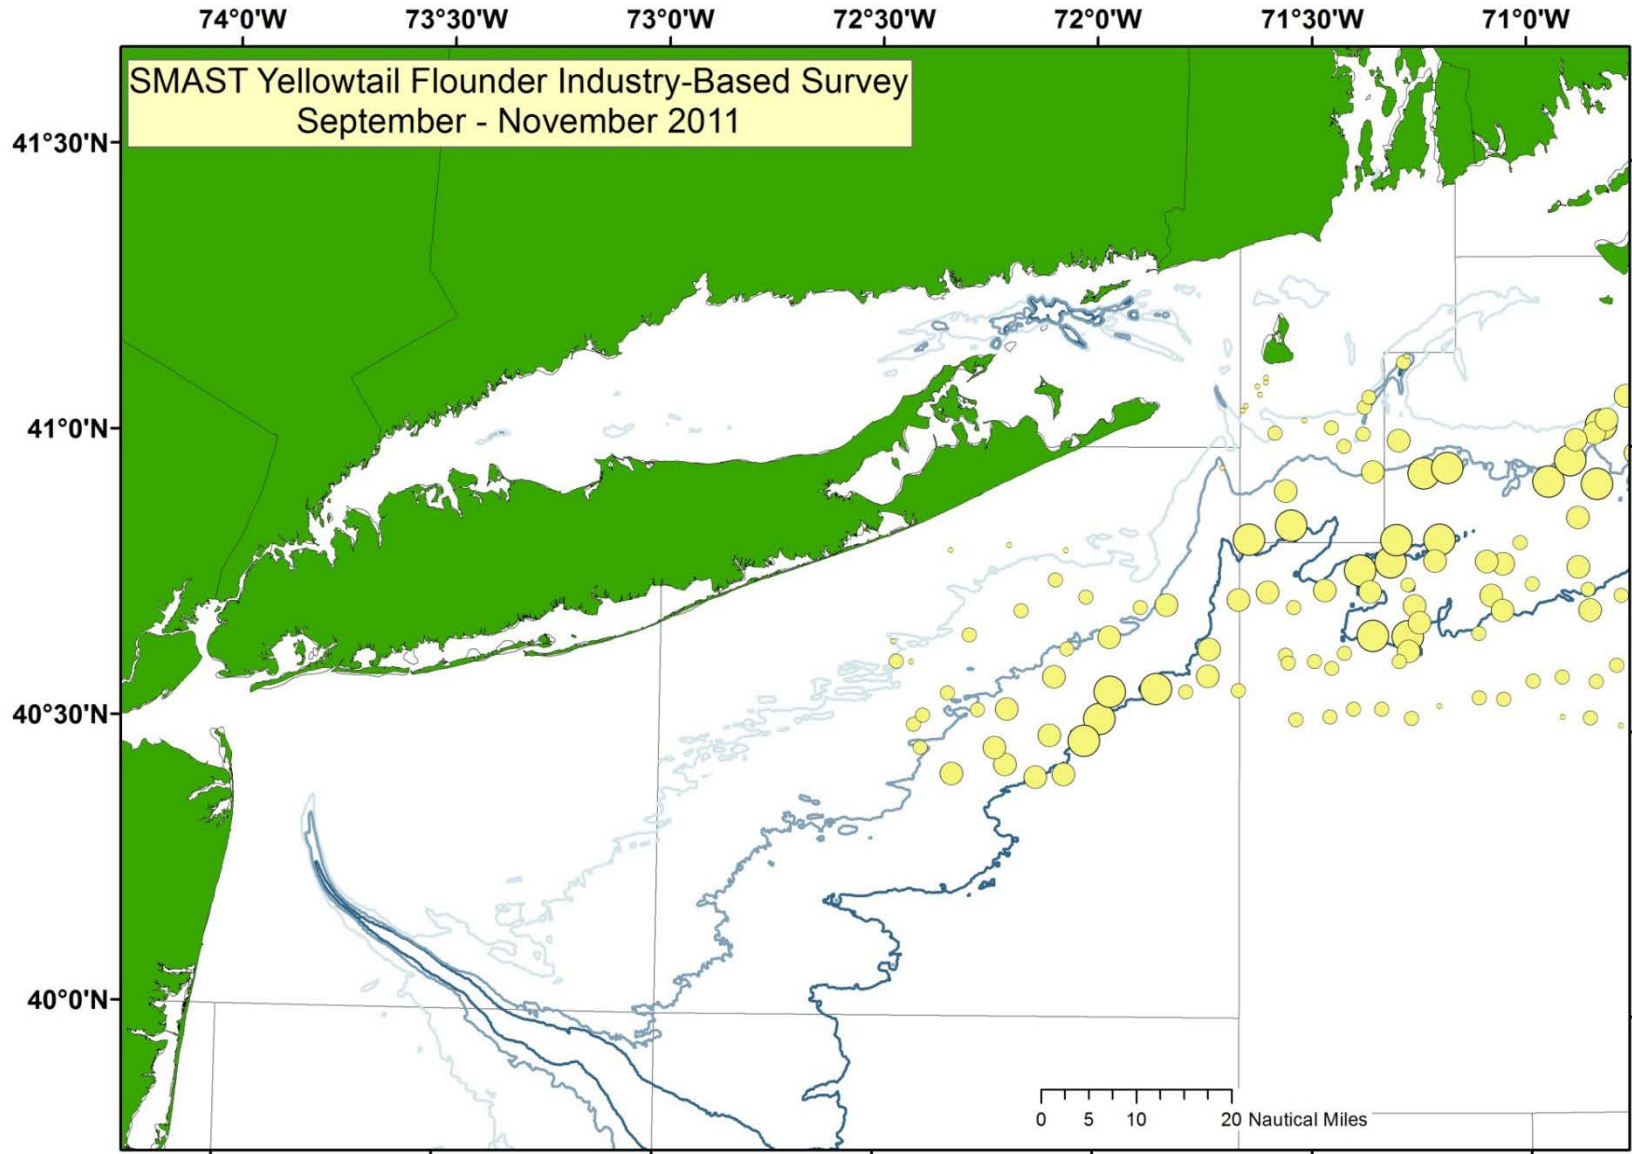 74°0'W 73°30'W 73°0'W 72°30'W 72°0'W 71°30'W 71°0'W
SMAST Yellowtail Flounder Industry-Based Survey
September - November 2011
41°30'N
41°0'N
40°30'N
40°0'N
0 5 10 20 Nautical Miles